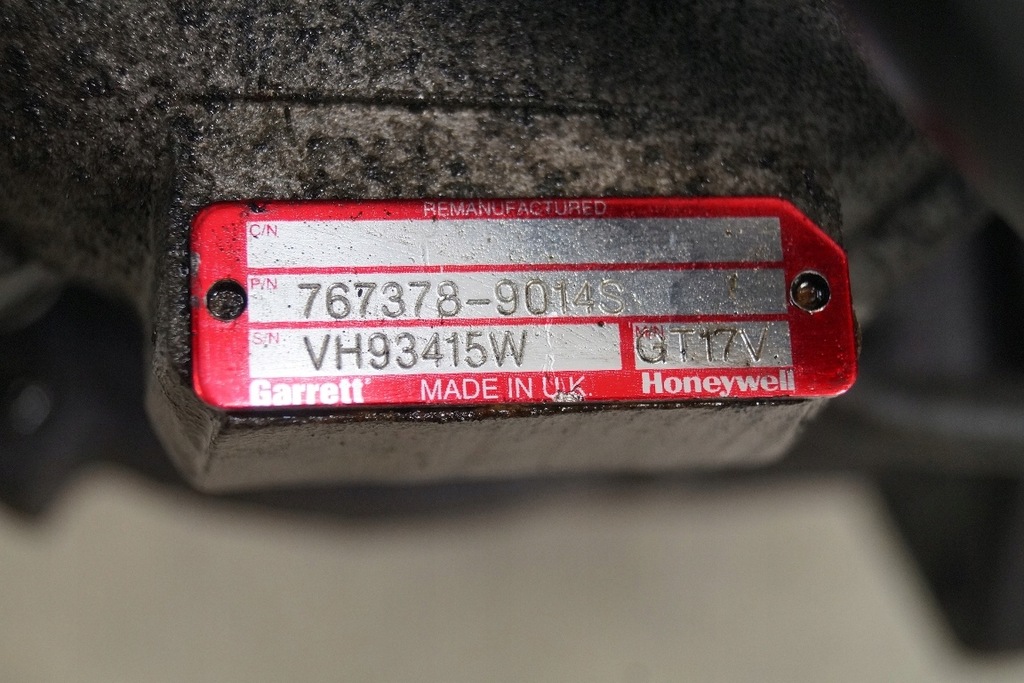 REMANUFACTURED
C/N
P/N 767378-9014S
S.N. VH93415W M/N GT17V
Garrett MADE IN U.K. Honeywell